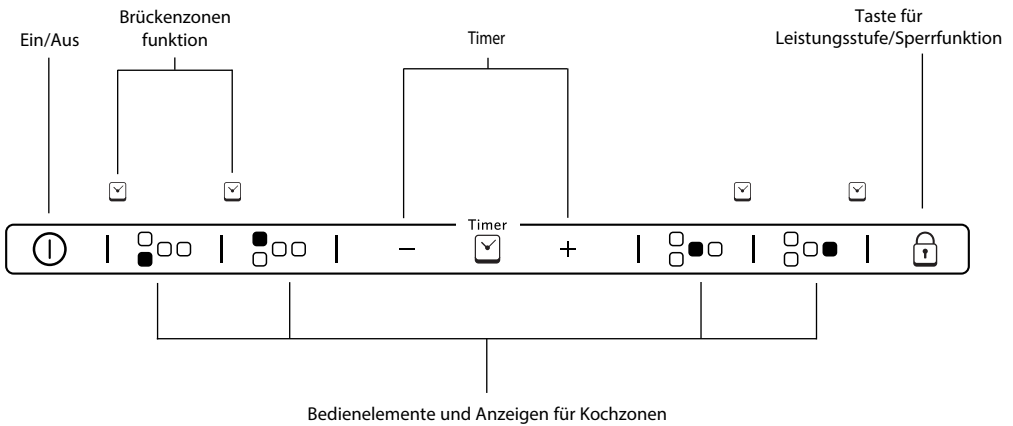 Ein/Aus
Brückenzonen
funktion
Timer
Taste für
Leistungsstufe/Sperrfunktion
Timer
Bedienelemente und Anzeigen für Kochzonen